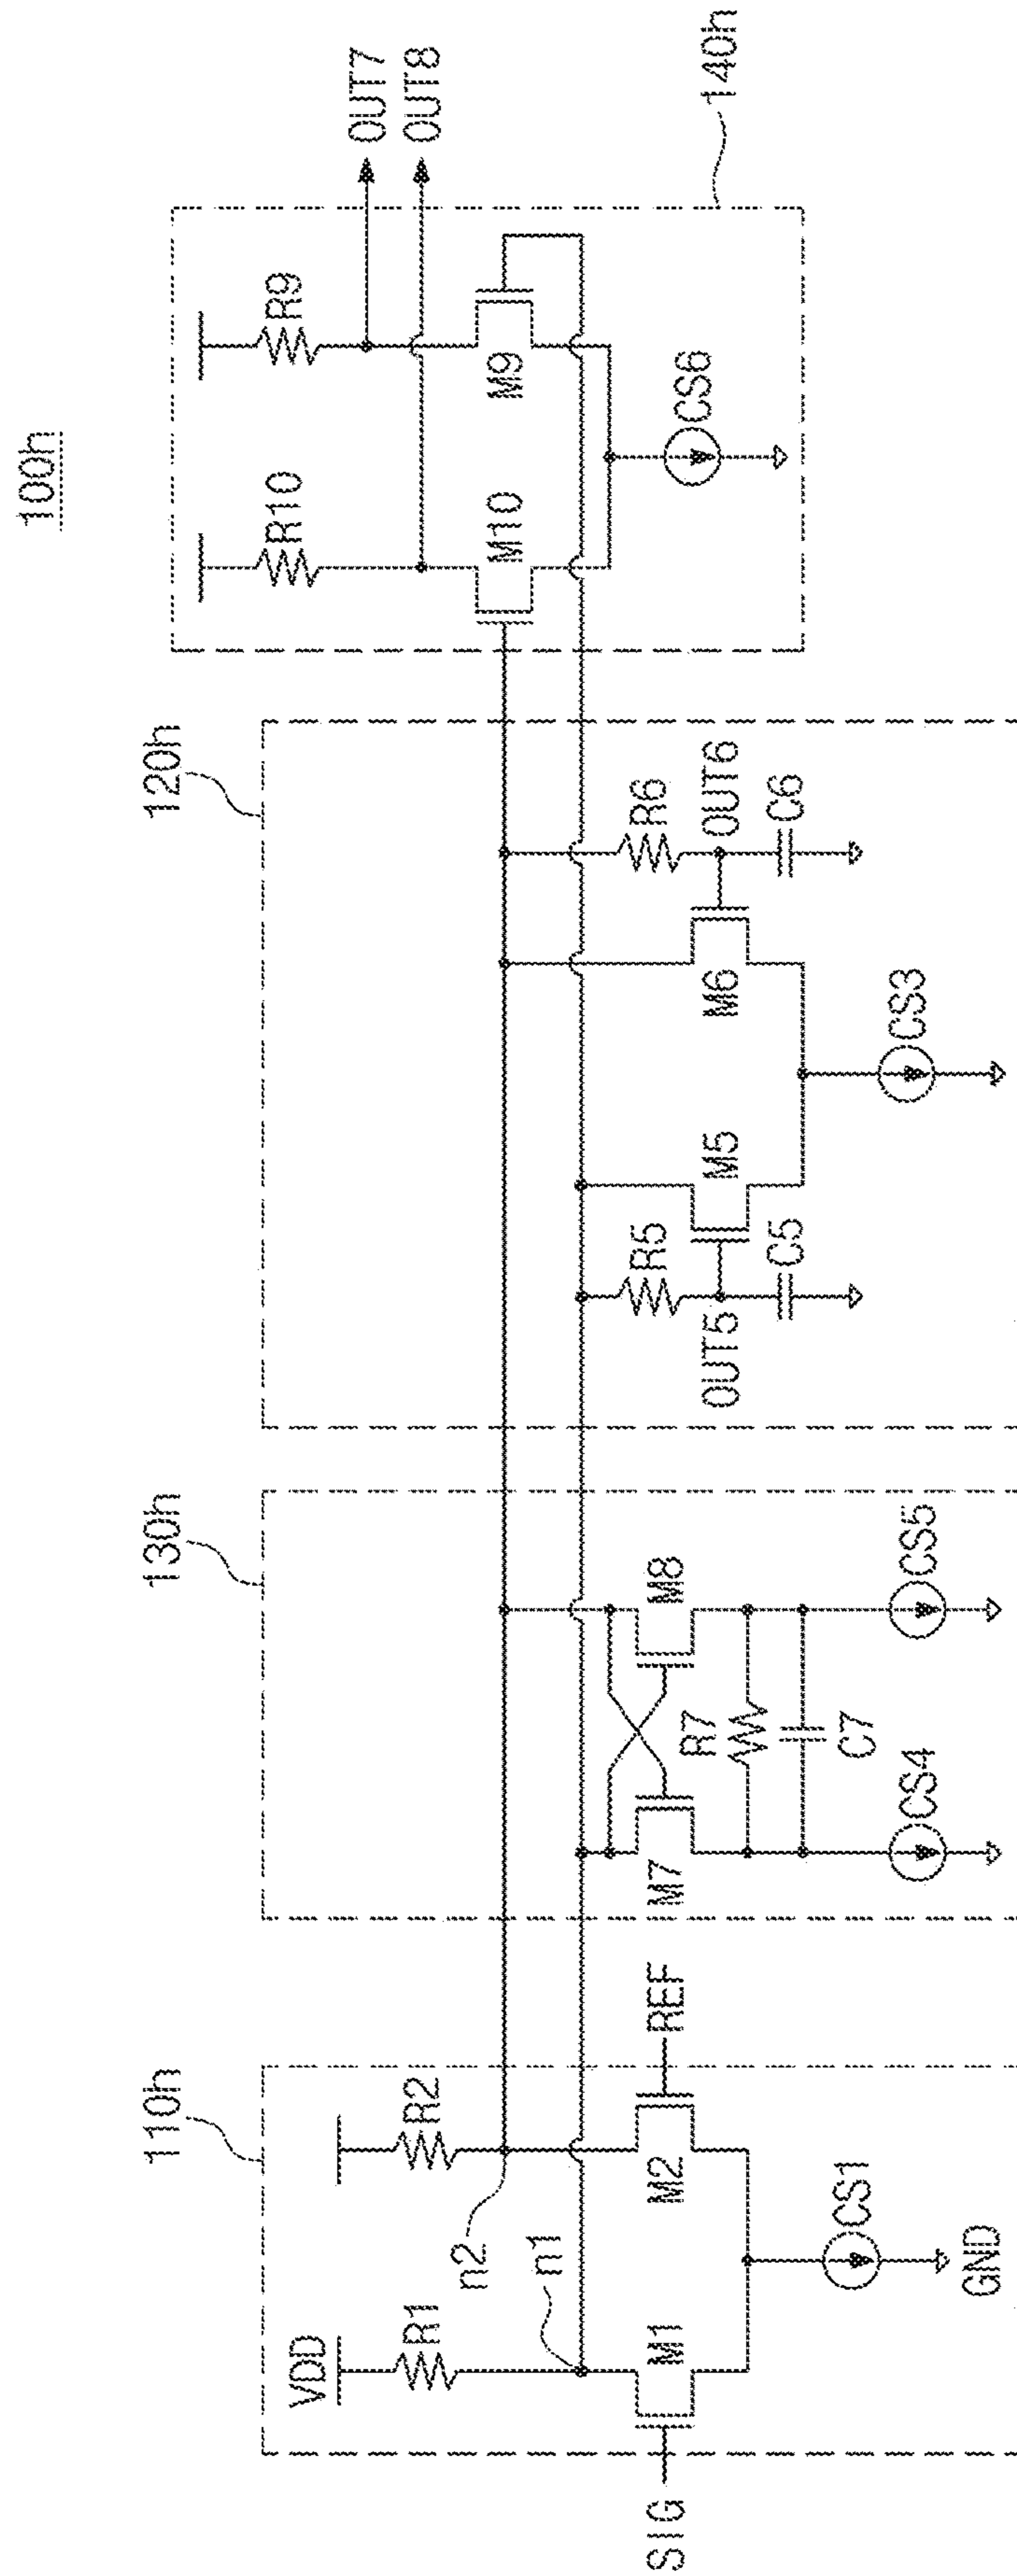 100h
110h
130h
120h
140h
VDD
R1
R2
n2
n1
SIG
M1
M2
REF
CS1
GND
M7
M8
R7
C7
CS4
CS5
R5
OUT5
M5
C5
M6
R6
OUT6
C6
CS3
R10
R9
M10
M9
CS6
OUT7
OUT8